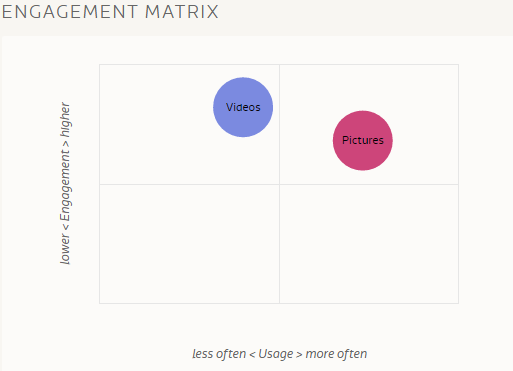 ENGAGEMENT MATRIX
Videos
Pictures
lower < Engagement > higher
less often < Usage > more often